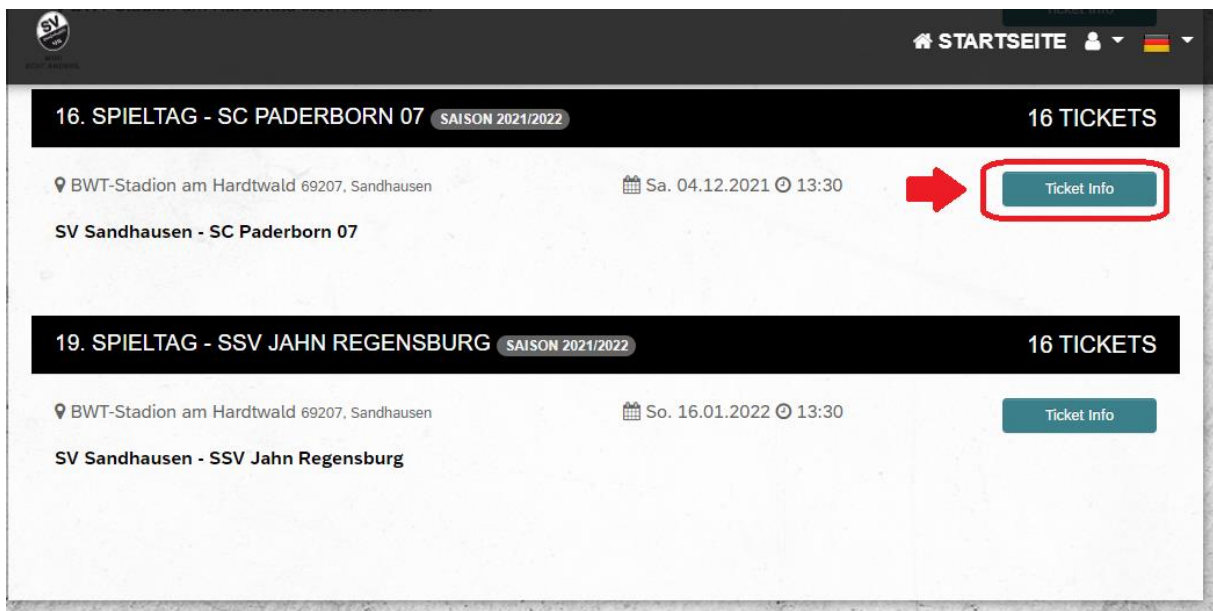 SV
STARTSEITE
16. SPIELTAG - SC PADERBORN 07 SAISON 2021/2022 16 TICKETS
BWT-Stadion am Hardtwald 69207, Sandhausen Sa. 04.12.2021 13:30 Ticket Info
SV Sandhausen - SC Paderborn 07
19. SPIELTAG - SSV JAHN REGENSBURG SAISON 2021/2022 16 TICKETS
BWT-Stadion am Hardtwald 69207, Sandhausen So. 16.01.2022 13:30 Ticket Info
SV Sandhausen - SSV Jahn Regensburg